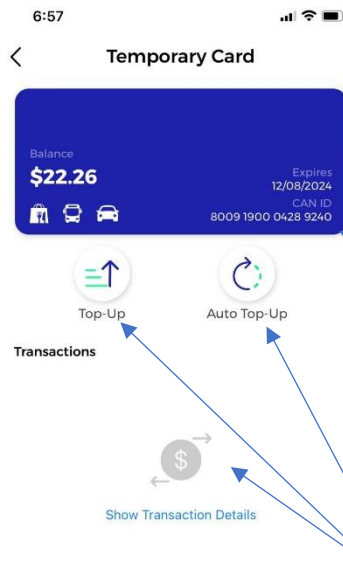 6:57
Temporary Card
Balance
$22.26
Expires
12/08/2024
CAN ID
8009 1900 0428 9240
Top-Up
Auto Top-Up
Transactions
$
Show Transaction Details